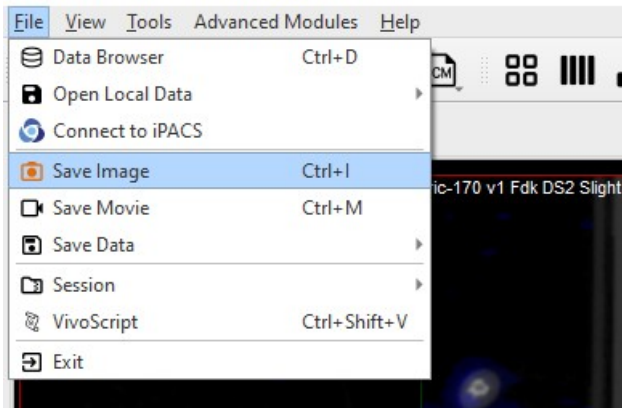 File View Tools Advanced Modules Help
Data Browser Ctrl+D
Open Local Data
Connect to iPACS
Save Image Ctrl+I
Save Movie Ctrl+M
Save Data
Session
VivoScript Ctrl+Shift+V
Exit
CM
ic-170 v1 Fdk DS2 Slight